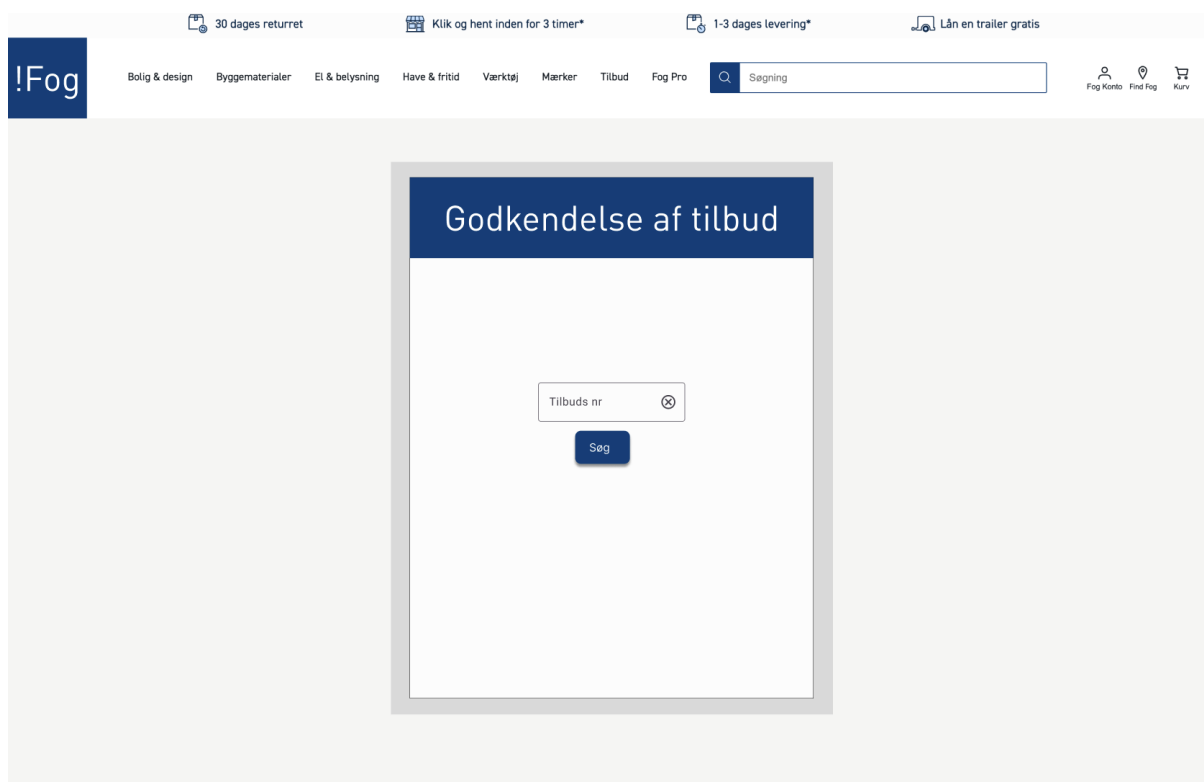 30 dages returret
Klik og hent inden for 3 timer*
1-3 dages levering*
Lån en trailer gratis
!Fog
Bolig & design
Byggematerialer
El & belysning
Have & fritid
Værktøj
Mærker
Tilbud
Fog Pro
Søgning
Fog Konto
Find Fog
Kurv
Godkendelse af tilbud
Tilbuds nr
Søg